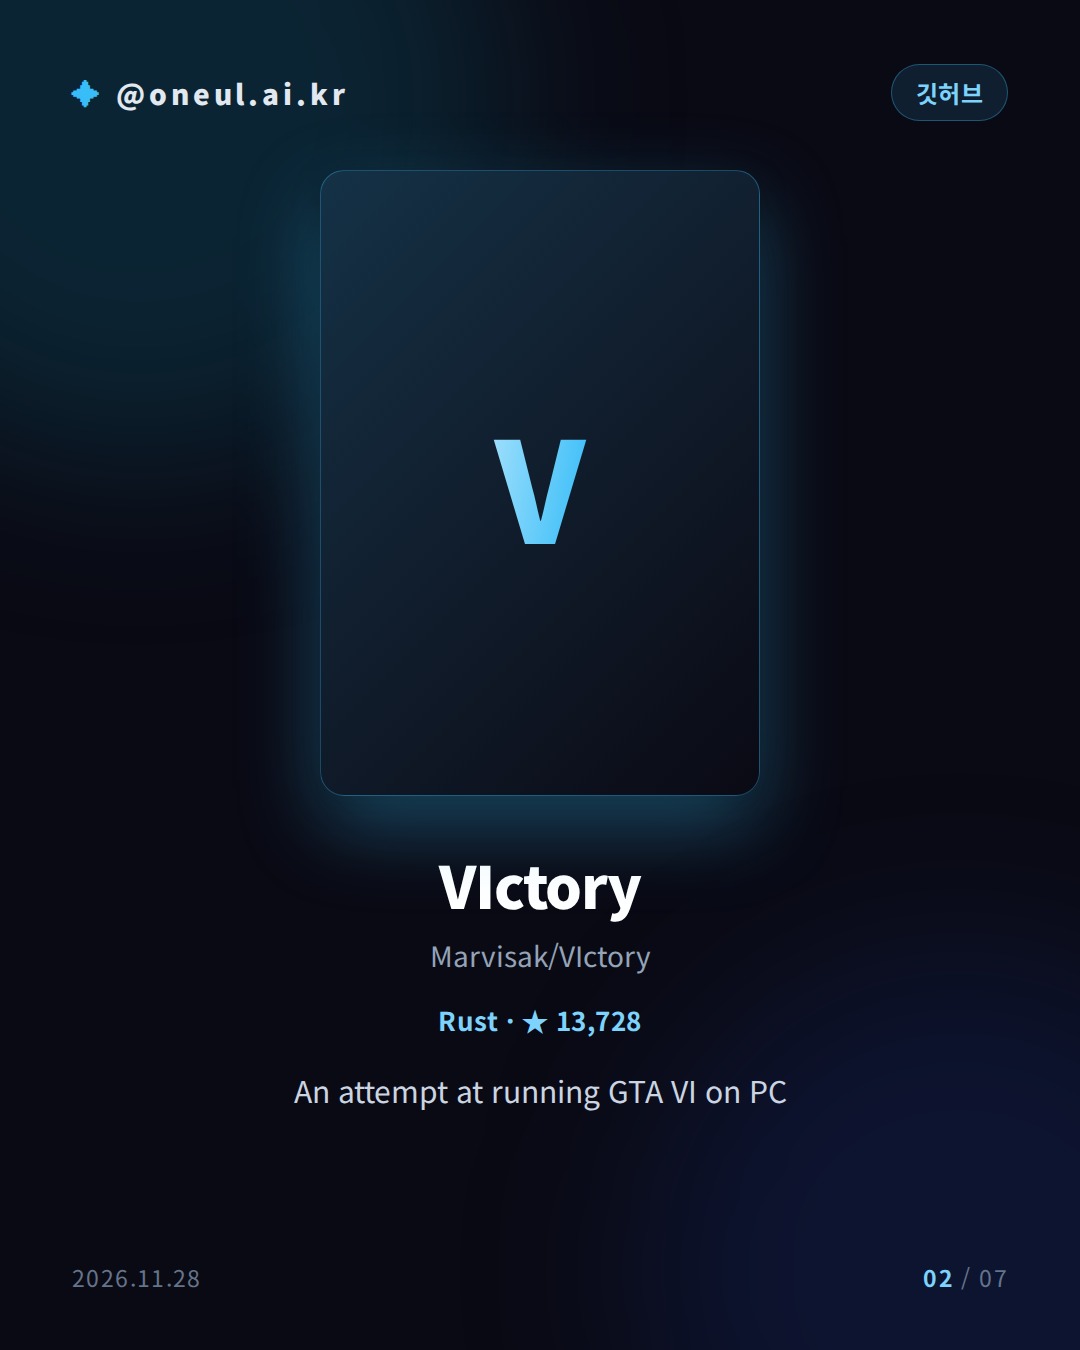 @oneul.ai.kr
깃허브
V
VIctory
Marvisak/VIctory
Rust · ★ 13,728
An attempt at running GTA VI on PC
2026.11.28
02 / 07